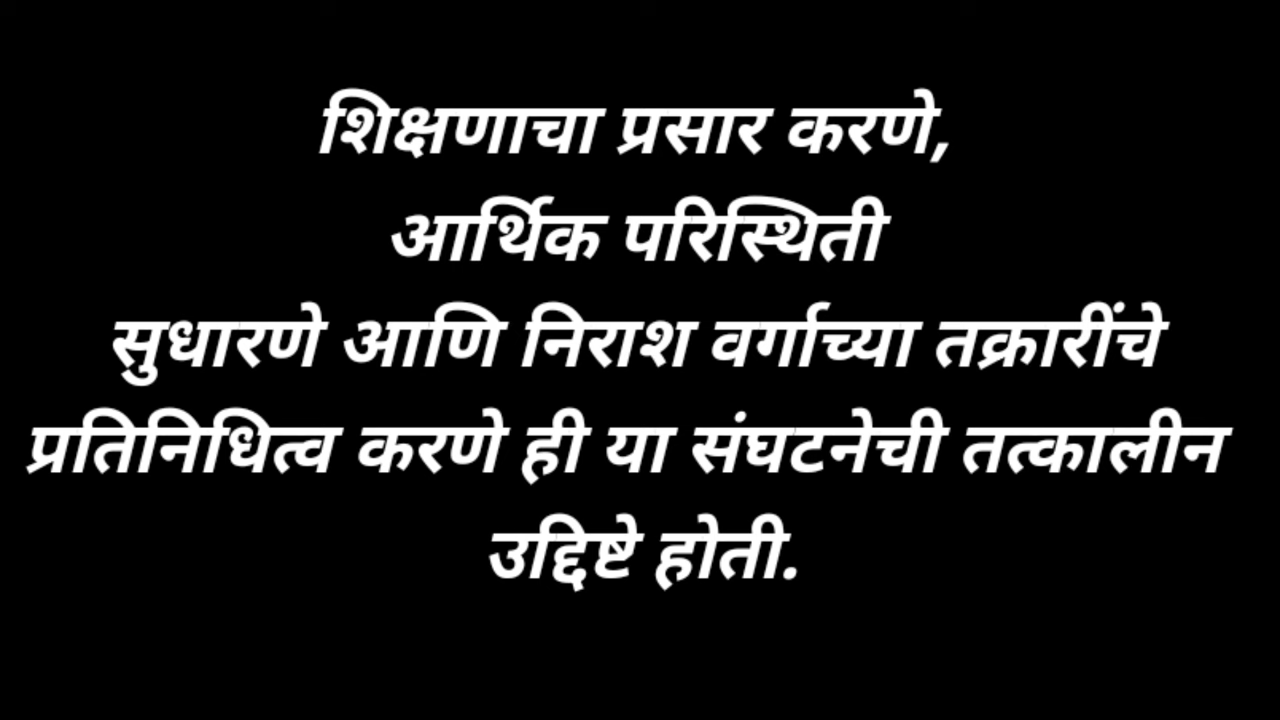 शिक्षणाचा प्रसार करणे,
आर्थिक परिस्थिती
सुधारणे आणि निराश वर्गाच्या तक्रारींचे
प्रतिनिधित्व करणे ही या संघटनेची तत्कालीन
उद्दिष्टे होती.